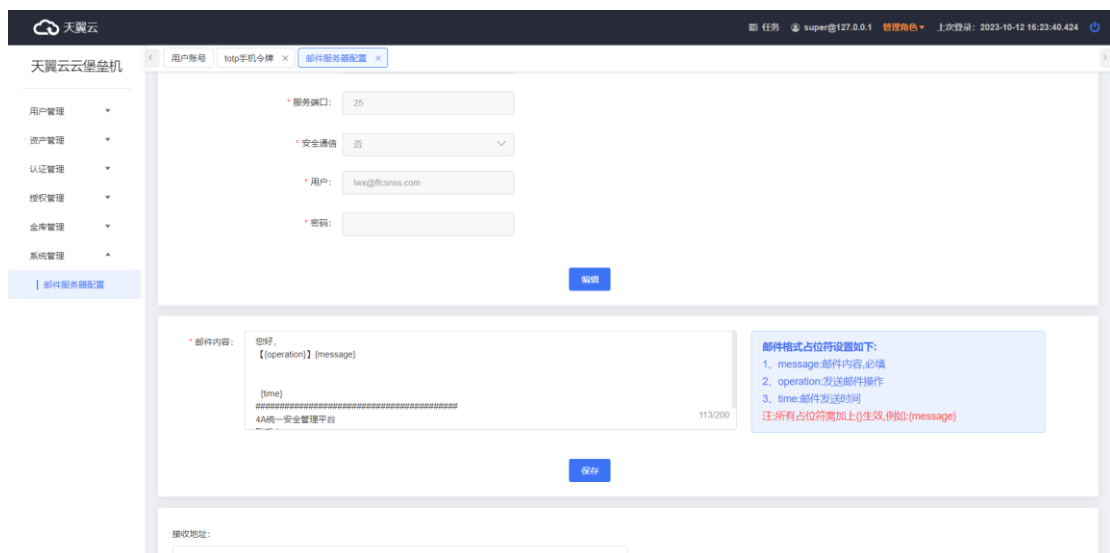 天翼云
任务 super@127.0.0.1 管理角色 上次登录: 2023-10-12 16:23:40.424
天翼云云堡垒机
用户账号 totp手机令牌 × 邮件服务器配置 ×
用户管理
资产管理
认证管理
授权管理
金库管理
系统管理
邮件服务器配置
* 服务端口: 25
* 安全通信 否
* 用户: lwx@ffcsnss.com
* 密码:
编辑
* 邮件内容: 您好,
【{operation}】{message}
{time}
##########################################
4A统一安全管理平台
113/200
邮件格式占位符设置如下:
1、message:邮件内容,必填
2、operation:发送邮件操作
3、time:邮件发送时间
注:所有占位符需加上{}生效,例如:{message}
保存
接收地址: